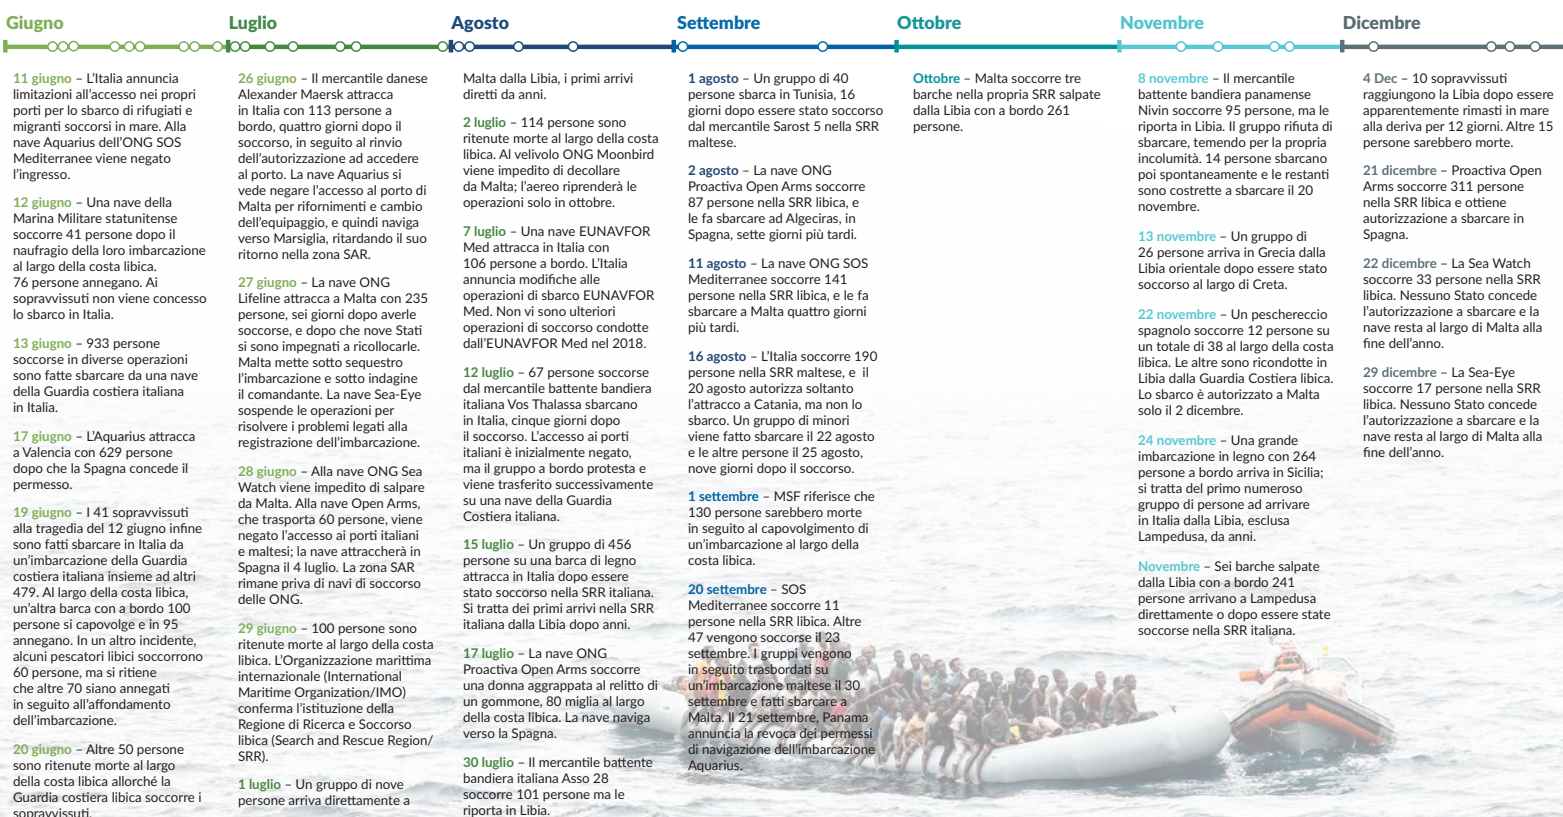 Giugno
Luglio
Agosto
Settembre
Ottobre
Novembre
Dicembre
11 giugno – L’Italia annuncia
limitazioni all’accesso nei propri
porti per lo sbarco di rifugiati e
migranti soccorsi in mare. Alla
nave Aquarius dell’ONG SOS
Mediterranee viene negato
l’ingresso.
12 giugno – Una nave della
Marina Militare statunitense
soccorre 41 persone dopo il
naufragio della loro imbarcazione
al largo della costa libica.
76 persone annegano. Ai
sopravvissuti non viene concesso
lo sbarco in Italia.
13 giugno – 933 persone
soccorse in diverse operazioni
sono fatte sbarcare da una nave
della Guardia costiera italiana
in Italia.
17 giugno – L’Aquarius attracca
a Valencia con 629 persone
dopo che la Spagna concede il
permesso.
19 giugno – I 41 sopravvissuti
alla tragedia del 12 giugno infine
sono fatti sbarcare in Italia da
un’imbarcazione della Guardia
costiera italiana insieme ad altri
479. Al largo della costa libica,
un’altra barca con a bordo 100
persone si capovolge e in 95
annegano. In un altro incidente,
alcuni pescatori libici soccorrono
60 persone, ma si ritiene
che altre 70 siano annegati
in seguito all’affondamento
dell’imbarcazione.
20 giugno – Altre 50 persone
sono ritenute morte al largo
della costa libica allorché la
Guardia costiera libica soccorre i
sopravvissuti.
26 giugno – Il mercantile danese
Alexander Maersk attracca
in Italia con 113 persone a
bordo, quattro giorni dopo il
soccorso, in seguito al rinvio
dell’autorizzazione ad accedere
al porto. La nave Aquarius si
vede negare l’accesso al porto di
Malta per rifornimenti e cambio
dell’equipaggio, e quindi naviga
verso Marsiglia, ritardando il suo
ritorno nella zona SAR.
27 giugno – La nave ONG
Lifeline attracca a Malta con 235
persone, sei giorni dopo averle
soccorse, e dopo che nove Stati
si sono impegnati a ricollocarle.
Malta mette sotto sequestro
l’imbarcazione e sotto indagine
il comandante. La nave Sea-Eye
sospende le operazioni per
risolvere i problemi legati alla
registrazione dell’imbarcazione.
28 giugno – Alla nave ONG Sea
Watch viene impedito di salpare
da Malta. Alla nave Open Arms,
che trasporta 60 persone, viene
negato l’accesso ai porti italiani
e maltesi; la nave attraccherà in
Spagna il 4 luglio. La zona SAR
rimane priva di navi di soccorso
delle ONG.
29 giugno – 100 persone sono
ritenute morte al largo della costa
libica. L’Organizzazione marittima
internazionale (International
Maritime Organization/IMO)
conferma l’istituzione della
Regione di Ricerca e Soccorso
libica (Search and Rescue Region/
SRR).
1 luglio – Un gruppo di nove
persone arriva direttamente a
Malta dalla Libia, i primi arrivi
diretti da anni.
2 luglio – 114 persone sono
ritenute morte al largo della costa
libica. Al velivolo ONG Moonbird
viene impedito di decollare
da Malta; l’aereo riprenderà le
operazioni solo in ottobre.
7 luglio – Una nave EUNAVFOR
Med attracca in Italia con
106 persone a bordo. L’Italia
annuncia modifiche alle
operazioni di sbarco EUNAVFOR
Med. Non vi sono ulteriori
operazioni di soccorso condotte
dall’EUNAVFOR Med nel 2018.
12 luglio – 67 persone soccorse
dal mercantile battente bandiera
italiana Vos Thalassa sbarcano
in Italia, cinque giorni dopo
il soccorso. L’accesso ai porti
italiani è inizialmente negato,
ma il gruppo a bordo protesta e
viene trasferito successivamente
su una nave della Guardia
Costiera italiana.
15 luglio – Un gruppo di 456
persone su una barca di legno
attracca in Italia dopo essere
stato soccorso nella SRR italiana.
Si tratta dei primi arrivi nella SRR
italiana dalla Libia dopo anni.
17 luglio – La nave ONG
Proactiva Open Arms soccorre
una donna aggrappata al relitto di
un gommone, 80 miglia al largo
della costa libica. La nave naviga
verso la Spagna.
30 luglio – Il mercantile battente
bandiera italiana Asso 28
soccorre 101 persone ma le
riporta in Libia.
1 agosto – Un gruppo di 40
persone sbarca in Tunisia, 16
giorni dopo essere stato soccorso
dal mercantile Sarost 5 nella SRR
maltese.
2 agosto – La nave ONG
Proactiva Open Arms soccorre
87 persone nella SRR libica, e
le fa sbarcare ad Algeciras, in
Spagna, sette giorni più tardi.
11 agosto – La nave ONG SOS
Mediterranee soccorre 141
persone nella SRR libica, e le fa
sbarcare a Malta quattro giorni
più tardi.
16 agosto – L’Italia soccorre 190
persone nella SRR maltese, e il
20 agosto autorizza soltanto
l’attracco a Catania, ma non lo
sbarco. Un gruppo di minori
viene fatto sbarcare il 22 agosto
e le altre persone il 25 agosto,
nove giorni dopo il soccorso.
1 settembre – MSF riferisce che
130 persone sarebbero morte
in seguito al capovolgimento di
un’imbarcazione al largo della
costa libica.
20 settembre – SOS
Mediterranee soccorre 11
persone nella SRR libica. Altre
47 vengono soccorse il 23
settembre. I gruppi vengono
in seguito trasbordati su
un’imbarcazione maltese il 30
settembre e fatti sbarcare a
Malta. Il 21 settembre, Panama
annuncia la revoca dei permessi
di navigazione dell’imbarcazione
Aquarius.
Ottobre – Malta soccorre tre
barche nella propria SRR salpate
dalla Libia con a bordo 261
persone.
8 novembre – Il mercantile
battente bandiera panamense
Nivin soccorre 95 persone, ma le
riporta in Libia. Il gruppo rifiuta di
sbarcare, temendo per la propria
incolumità. 14 persone sbarcano
poi spontaneamente e le restanti
sono costrette a sbarcare il 20
novembre.
13 novembre – Un gruppo di
26 persone arriva in Grecia dalla
Libia orientale dopo essere stato
soccorso al largo di Creta.
22 novembre – Un peschereccio
spagnolo soccorre 12 persone su
un totale di 38 al largo della costa
libica. Le altre sono ricondotte in
Libia dalla Guardia Costiera libica.
Lo sbarco è autorizzato a Malta
solo il 2 dicembre.
24 novembre – Una grande
imbarcazione in legno con 264
persone a bordo arriva in Sicilia;
si tratta del primo numeroso
gruppo di persone ad arrivare
in Italia dalla Libia, esclusa
Lampedusa, da anni.
Novembre – Sei barche salpate
dalla Libia con a bordo 241
persone arrivano a Lampedusa
direttamente o dopo essere state
soccorse nella SRR italiana.
4 Dec – 10 sopravvissuti
raggiungono la Libia dopo essere
apparentemente rimasti in mare
alla deriva per 12 giorni. Altre 15
persone sarebbero morte.
21 dicembre – Proactiva Open
Arms soccorre 311 persone
nella SRR libica e ottiene
autorizzazione a sbarcare in
Spagna.
22 dicembre – La Sea Watch
soccorre 33 persone nella SRR
libica. Nessuno Stato concede
l’autorizzazione a sbarcare e la
nave resta al largo di Malta alla
fine dell’anno.
29 dicembre – La Sea-Eye
soccorre 17 persone nella SRR
libica. Nessuno Stato concede
l’autorizzazione a sbarcare e la
nave resta al largo di Malta alla
fine dell’anno.